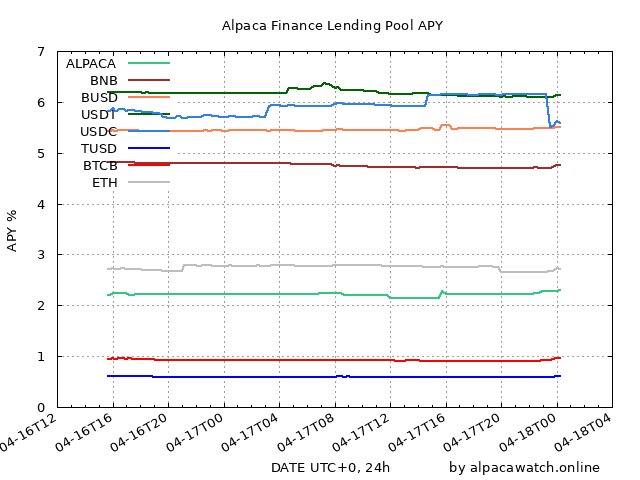 Alpaca Finance Lending Pool APY
7
6
5
4
3
2
1
0
APY %
ALPACA
BNB
BUSD
USDT
USDC
TUSD
BTCB
ETH
04-16T12
04-16T16
04-16T20
04-17T00
04-17T04
04-17T08
04-17T12
04-17T16
04-17T20
04-18T00
04-18T04
DATE UTC+0, 24h
by alpacawatch.online